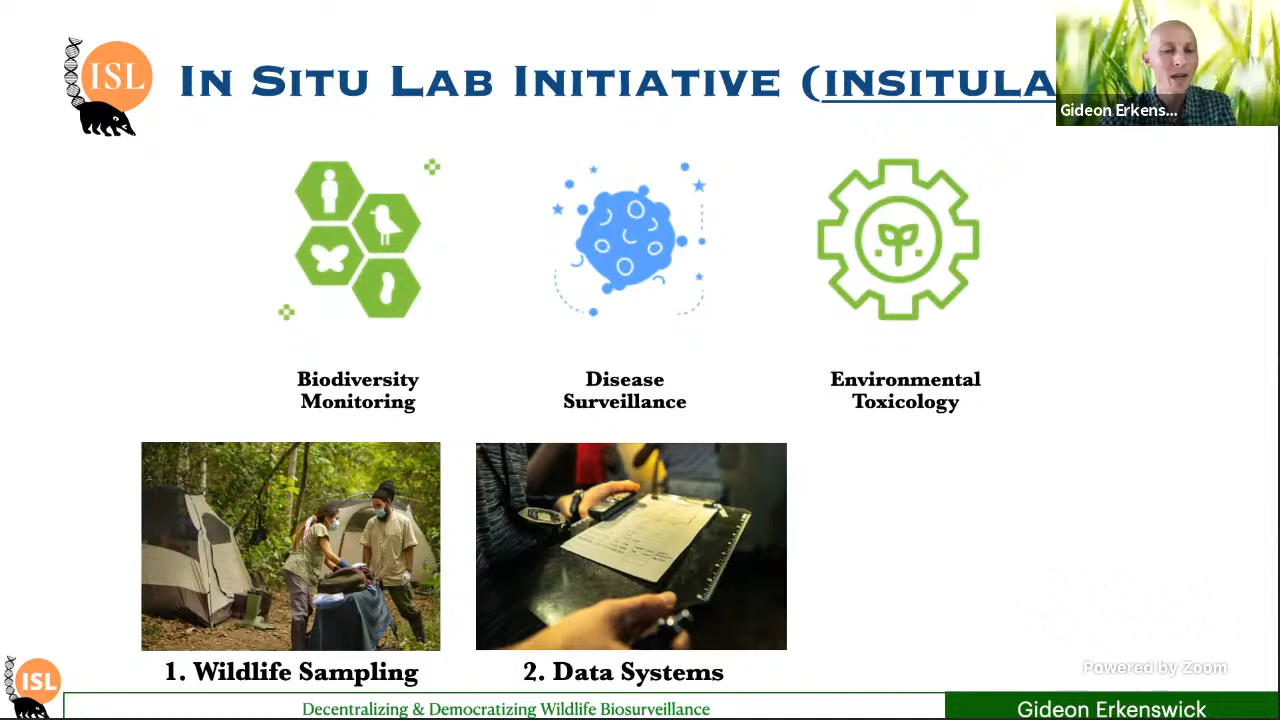 ISL
IN SITU LAB INITIATIVE (INSITULA
Gideon Erkens...
Biodiversity
Monitoring
Disease
Surveillance
Environmental
Toxicology
1. Wildlife Sampling
2. Data Systems
Powered by Zoom
ISL
Decentralizing & Democratizing Wildlife Biosurveillance
Gideon Erkenswick